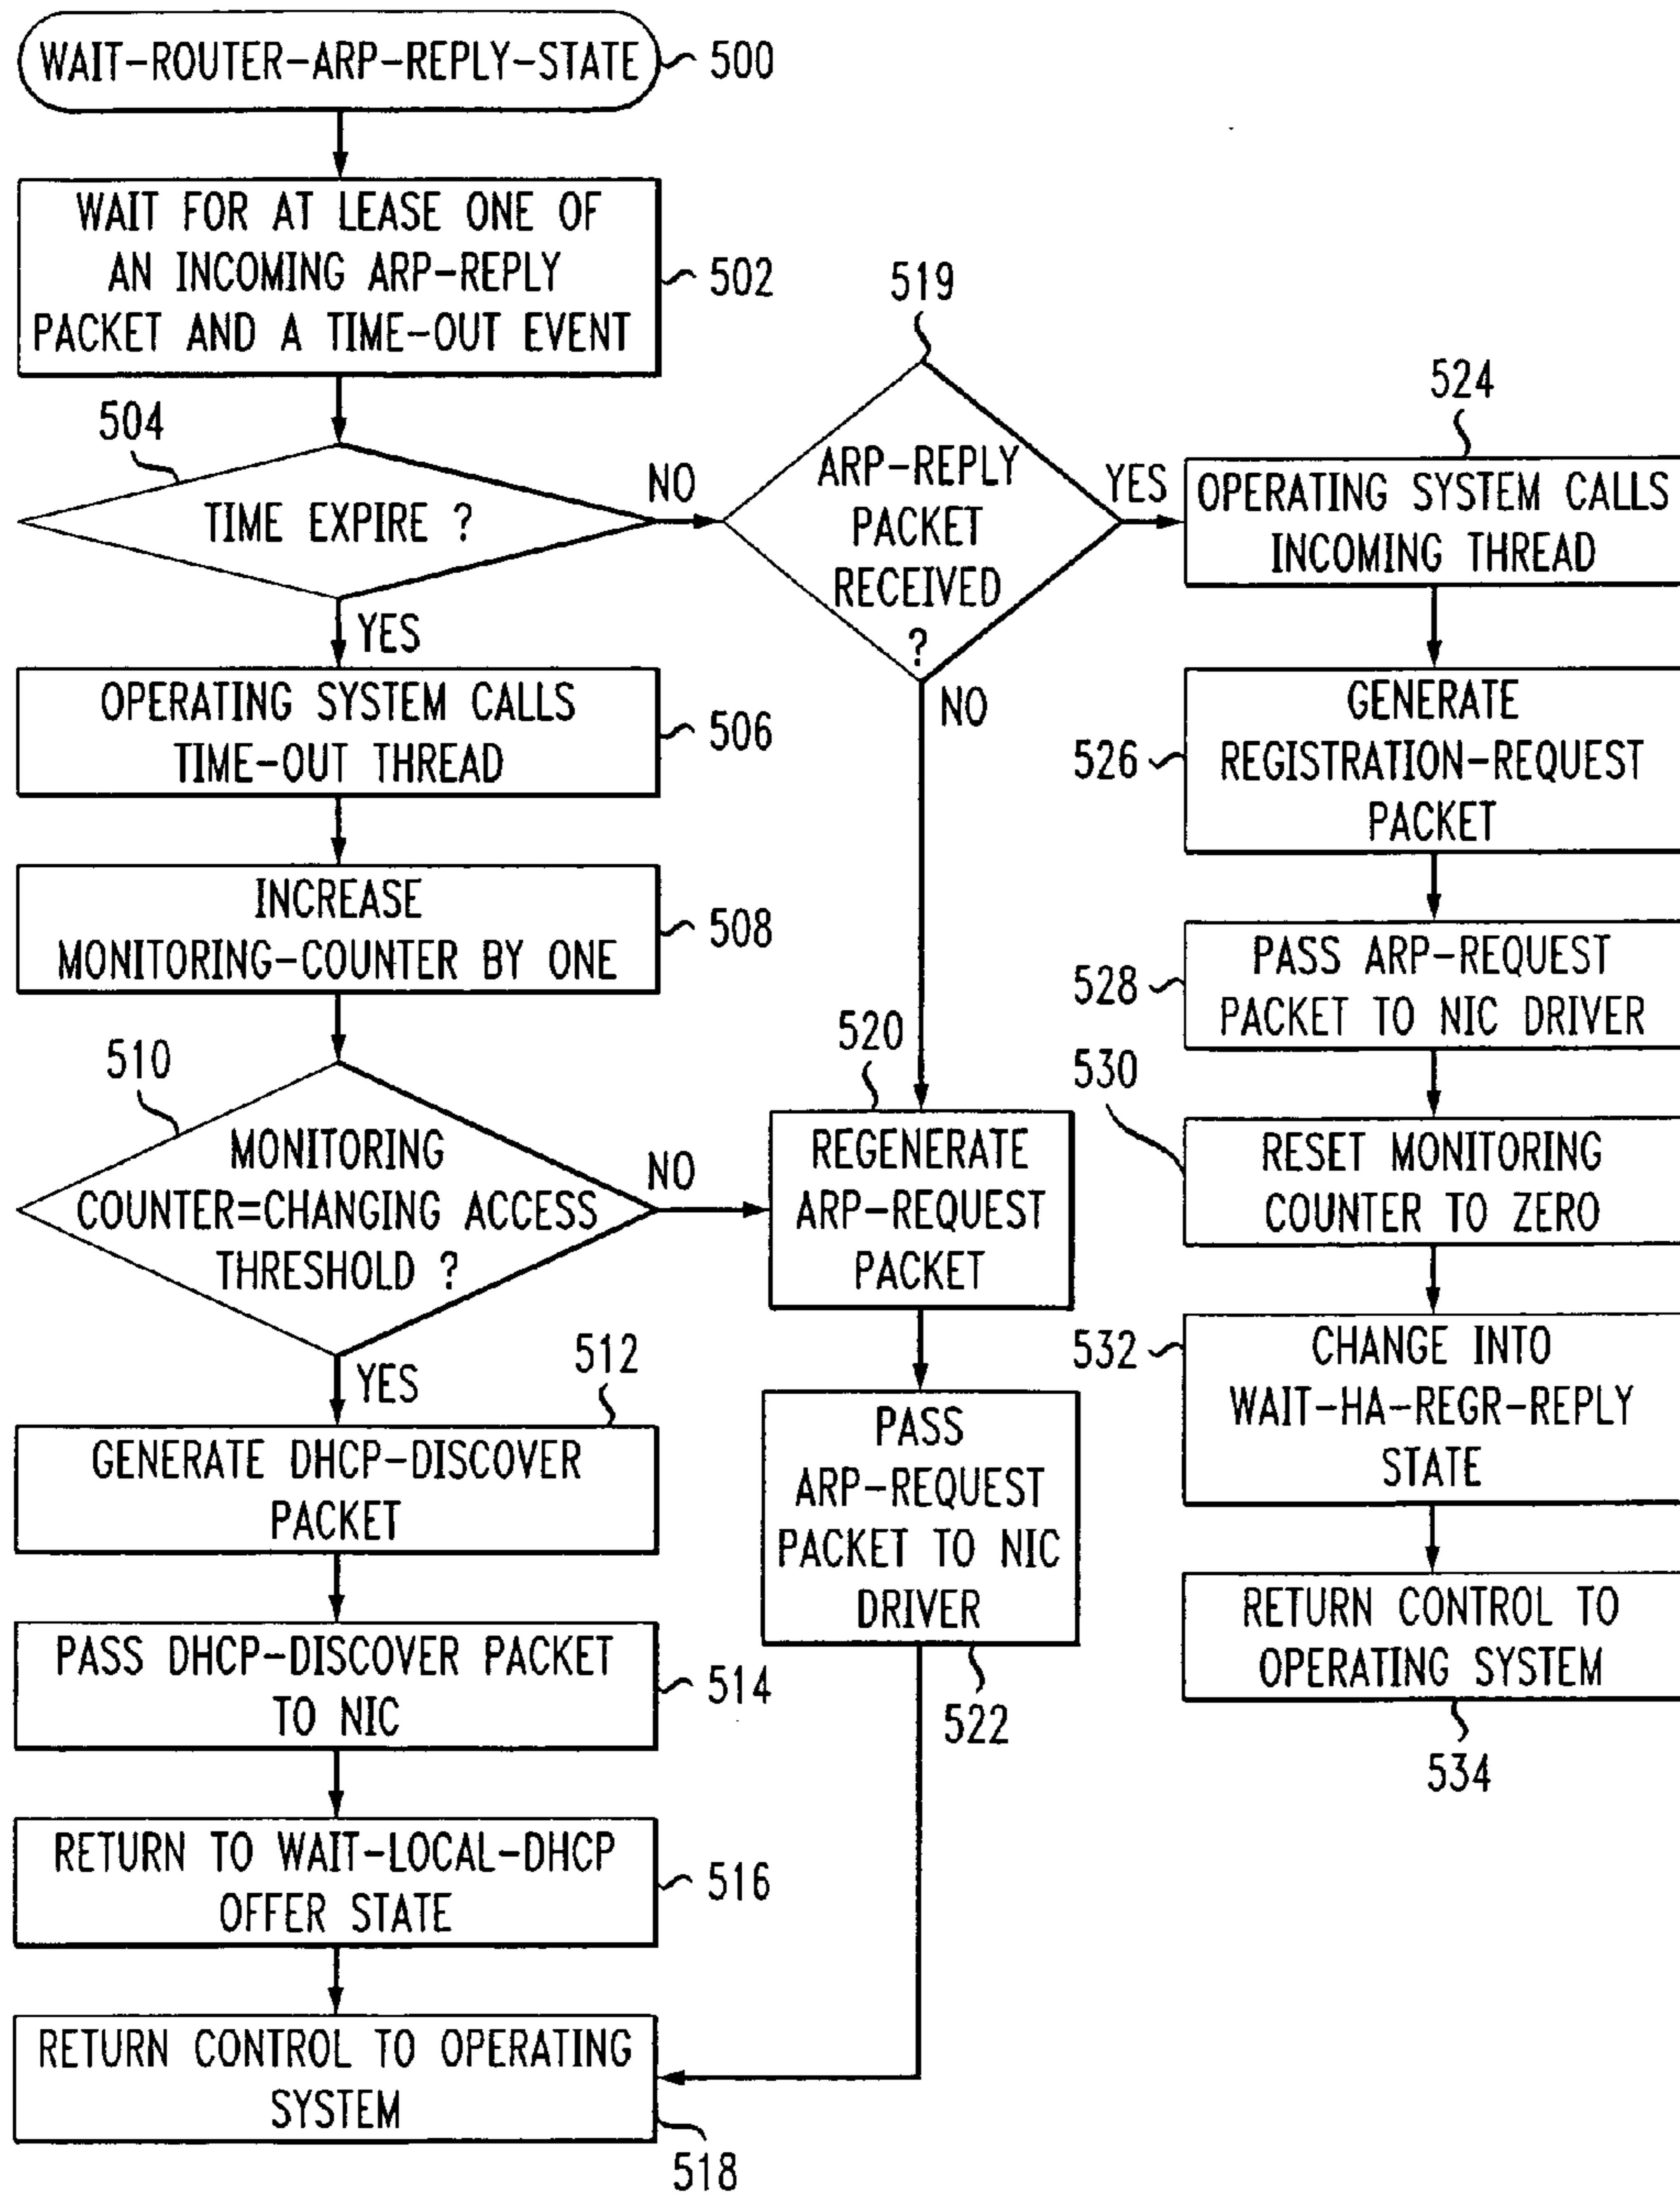 WAIT-ROUTER-ARP-REPLY-STATE
500
WAIT FOR AT LEASE ONE OF
AN INCOMING ARP-REPLY
PACKET AND A TIME-OUT EVENT
502
504
TIME EXPIRE ?
NO
YES
OPERATING SYSTEM CALLS
TIME-OUT THREAD
506
INCREASE
MONITORING-COUNTER BY ONE
508
510
MONITORING
COUNTER=CHANGING ACCESS
THRESHOLD ?
NO
YES
512
GENERATE DHCP-DISCOVER
PACKET
PASS DHCP-DISCOVER PACKET
TO NIC
514
RETURN TO WAIT-LOCAL-DHCP
OFFER STATE
516
RETURN CONTROL TO OPERATING
SYSTEM
518
519
ARP-REPLY
PACKET
RECEIVED
?
YES
NO
520
REGENERATE
ARP-REQUEST
PACKET
PASS
ARP-REQUEST
PACKET TO NIC
DRIVER
522
524
OPERATING SYSTEM CALLS
INCOMING THREAD
GENERATE
REGISTRATION-REQUEST
PACKET
526
PASS ARP-REQUEST
PACKET TO NIC DRIVER
528
530
RESET MONITORING
COUNTER TO ZERO
532
CHANGE INTO
WAIT-HA-REGR-REPLY
STATE
RETURN CONTROL TO
OPERATING SYSTEM
534